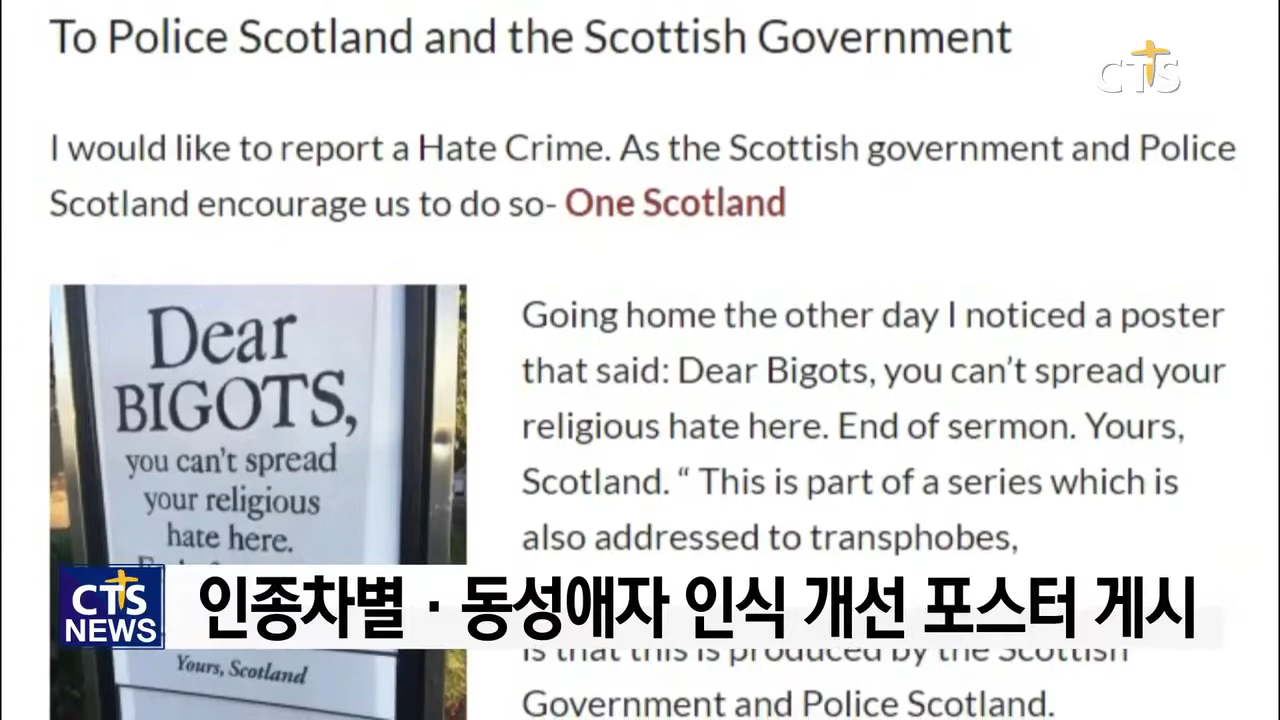 To Police Scotland and the Scottish Government
CTS
I would like to report a Hate Crime. As the Scottish government and Police
Scotland encourage us to do so- One Scotland
Dear
BIGOTS,
you can't spread
your religious
hate here.
Yours, Scotland
Going home the other day I noticed a poster
that said: Dear Bigots, you can't spread your
religious hate here. End of sermon. Yours,
Scotland. “ This is part of a series which is
also addressed to transphobes,
is that this is produced by the Scottish
Government and Police Scotland.
CTS
NEWS
인종차별 · 동성애자 인식 개선 포스터 게시